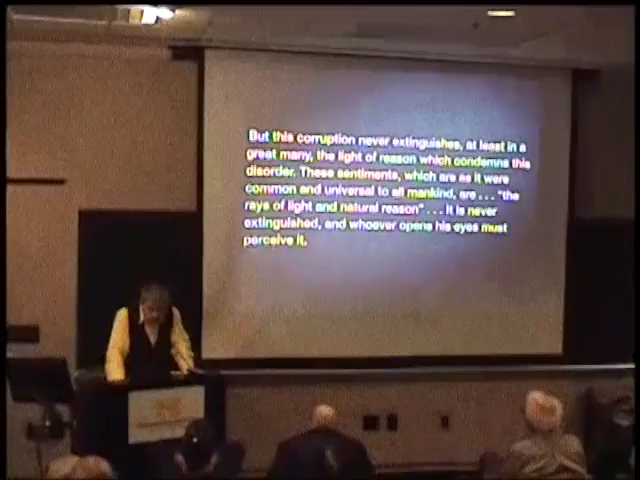 But this corruption never extinguishes, at least in a
great many, the light of reason which condemns this
disorder. These sentiments, which are as it were
common and universal to all mankind, are . . . "the
rays of light and natural reason" . . . it is never
extinguished, and whoever opens his eyes must
perceive it.